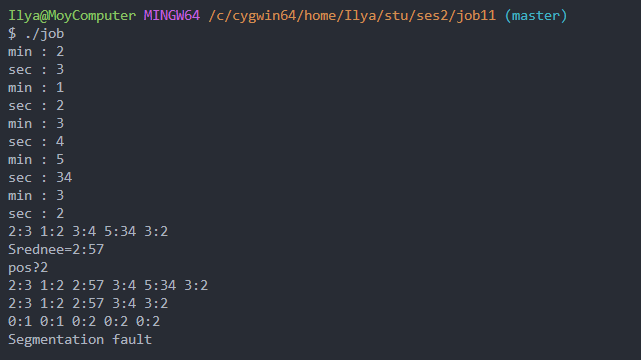 Ilya@MoyComputer MINGW64 /c/cygwin64/home/Ilya/stu/ses2/job11 (master)
$ ./job
min : 2
sec : 3
min : 1
sec : 2
min : 3
sec : 4
min : 5
sec : 34
min : 3
sec : 2
2:3 1:2 3:4 5:34 3:2
Srednee=2:57
pos?2
2:3 1:2 2:57 3:4 5:34 3:2
2:3 1:2 2:57 3:4 3:2
0:1 0:1 0:2 0:2 0:2
Segmentation fault